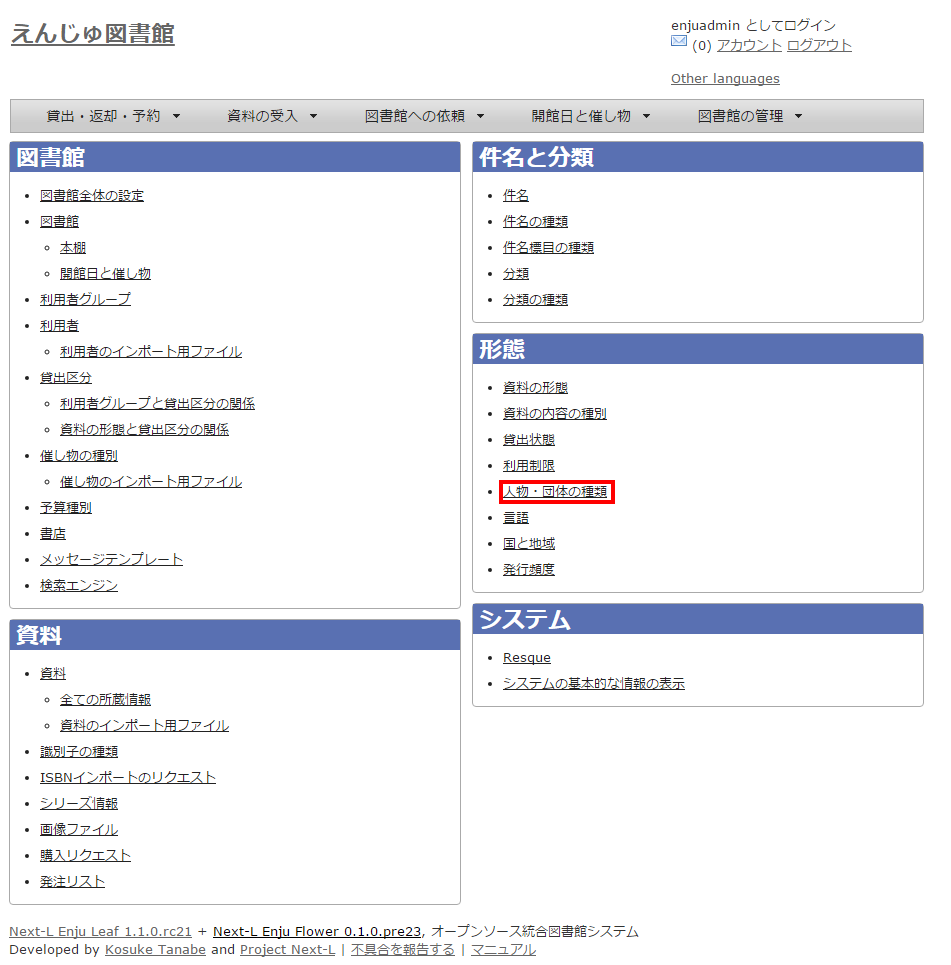 えんじゅ図書館
enjuadmin としてログイン
(0) アカウント ログアウト
Other languages
貸出・返却・予約 資料の受入 図書館への依頼 開館日と催し物 図書館の管理
図書館
図書館全体の設定
図書館
本棚
開館日と催し物
利用者グループ
利用者
利用者のインポート用ファイル
貸出区分
利用者グループと貸出区分の関係
資料の形態と貸出区分の関係
催し物の種別
催し物のインポート用ファイル
予算種別
書店
メッセージテンプレート
検索エンジン
資料
資料
全ての所蔵情報
資料のインポート用ファイル
識別子の種類
ISBNインポートのリクエスト
シリーズ情報
画像ファイル
購入リクエスト
発注リスト
件名と分類
件名
件名の種類
件名標目の種類
分類
分類の種類
形態
資料の形態
資料の内容の種別
貸出状態
利用制限
人物・団体の種類
言語
国と地域
発行頻度
システム
Resque
システムの基本的な情報の表示
Next-L Enju Leaf 1.1.0.rc21 + Next-L Enju Flower 0.1.0.pre23, オープンソース統合図書館システム
Developed by Kosuke Tanabe and Project Next-L | 不具合を報告する | マニュアル